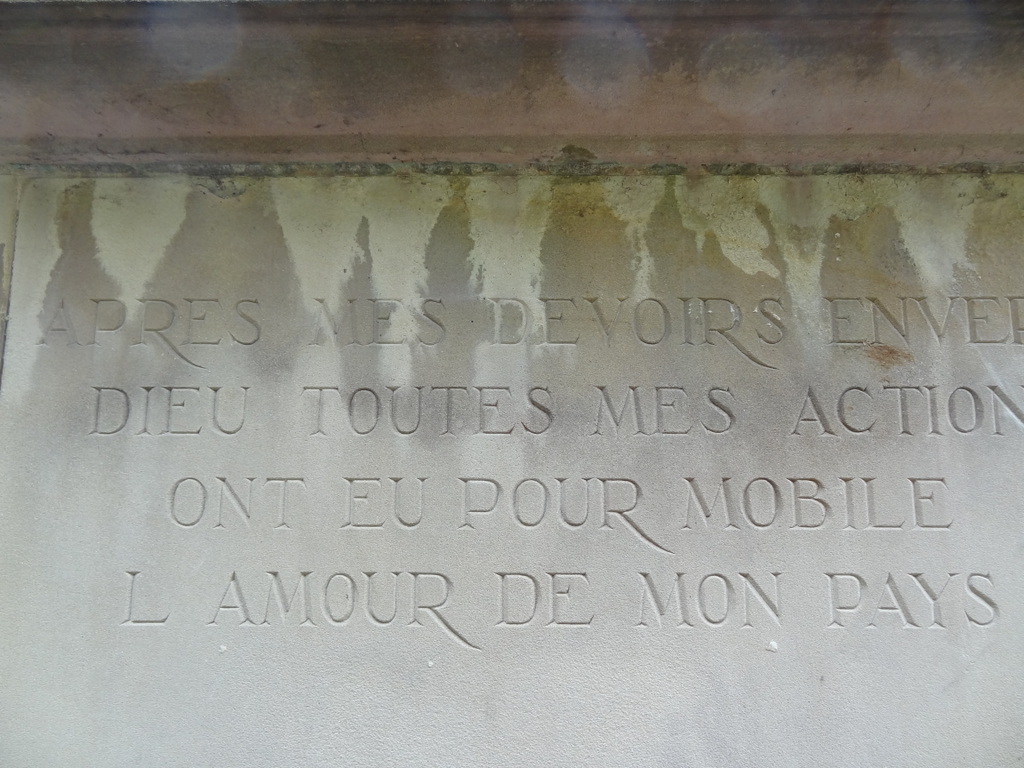 APRES MES DEVOIRS ENVER
DIEU TOUTES MES ACTION
ONT EU POUR MOBILE
L AMOUR DE MON PAYS